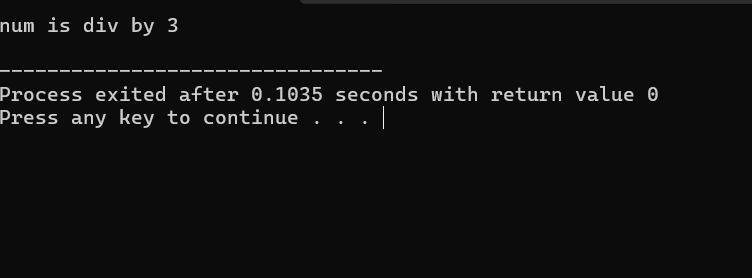 num is div by 3
--------------------------------
Process exited after 0.1035 seconds with return value 0
Press any key to continue . . .